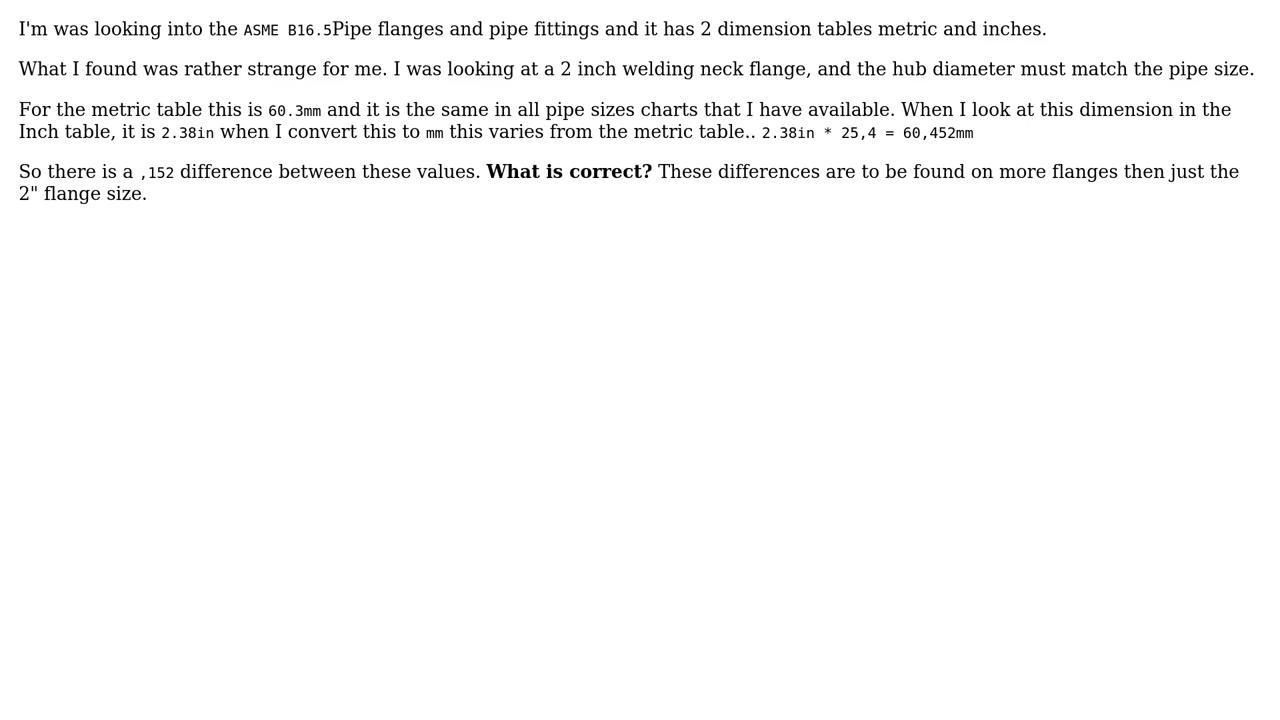 I'm was looking into the ASME B16.5Pipe flanges and pipe fittings and it has 2 dimension tables metric and inches.
What I found was rather strange for me. I was looking at a 2 inch welding neck flange, and the hub diameter must match the pipe size.
For the metric table this is 60.3mm and it is the same in all pipe sizes charts that I have available. When I look at this dimension in the
Inch table, it is 2.38in when I convert this to mm this varies from the metric table.. 2.38in * 25,4 = 60,452mm
So there is a ,152 difference between these values. What is correct? These differences are to be found on more flanges then just the
2" flange size.